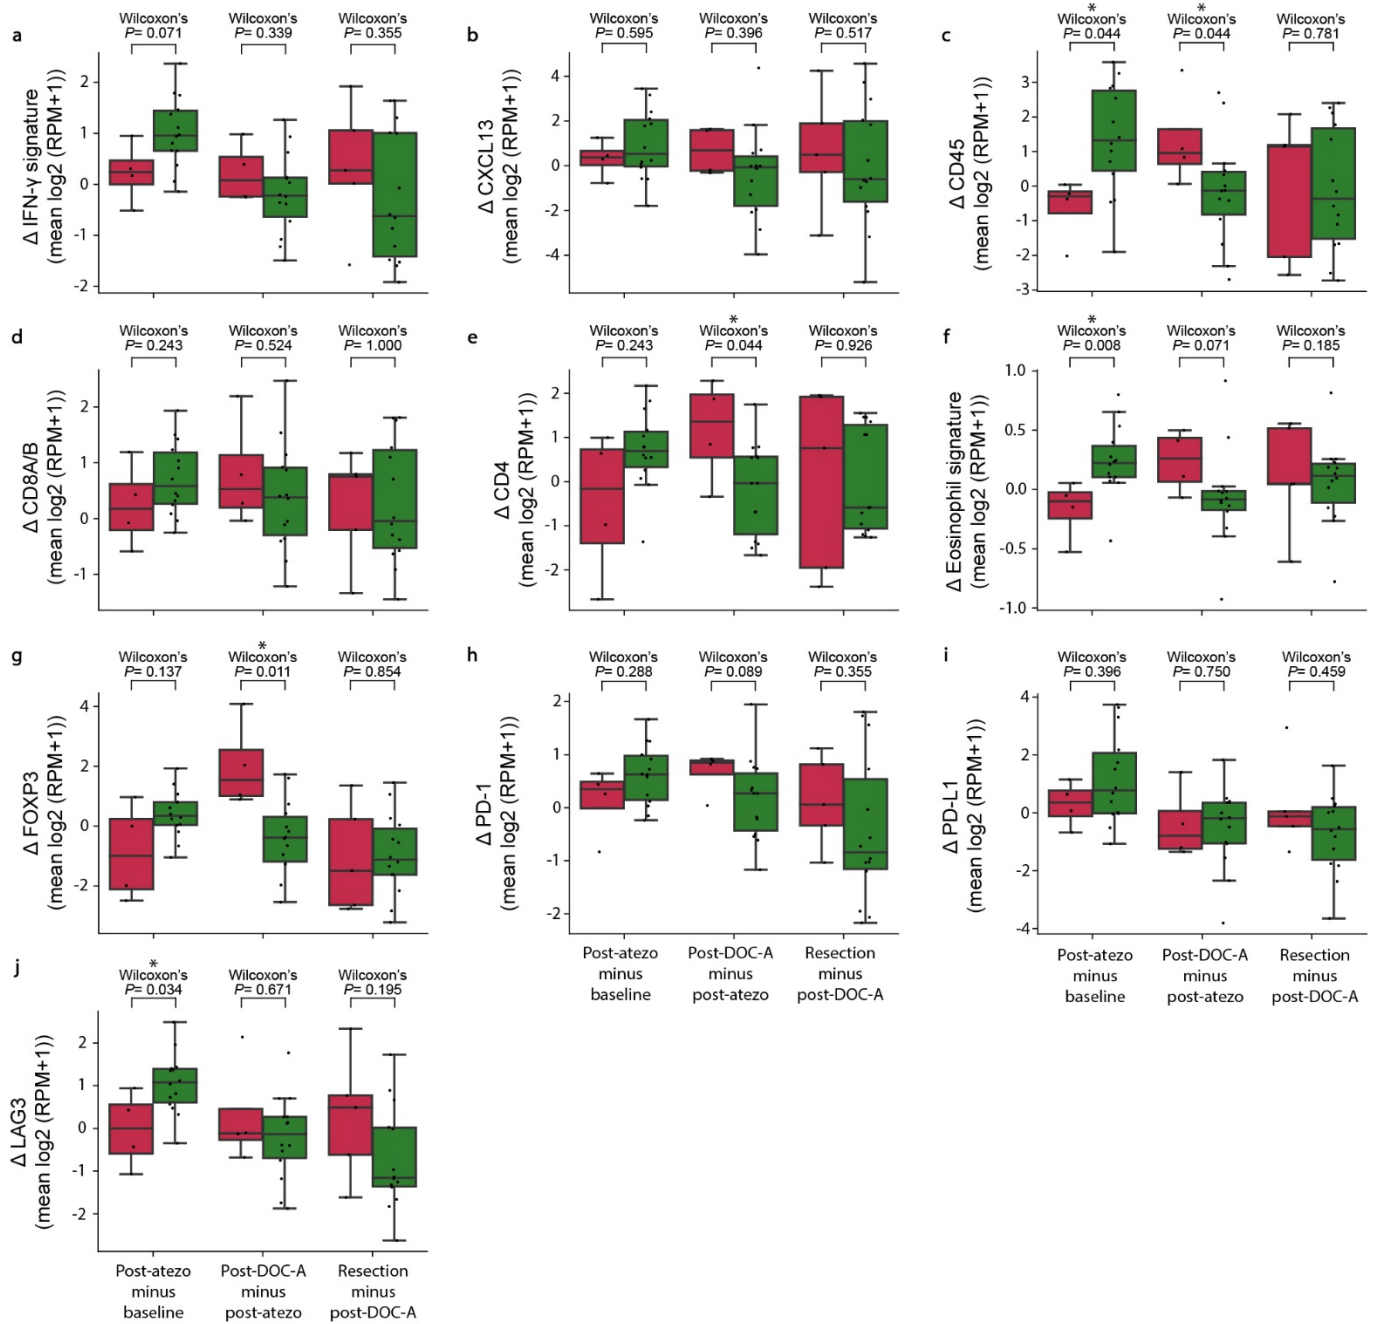 a
Wilcoxon's
P= 0.071
Wilcoxon's
P= 0.339
Wilcoxon's
P= 0.355
Δ IFN-γ signature
(mean log2 (RPM+1))
2
1
0
-1
-2
b
Wilcoxon's
P= 0.595
Wilcoxon's
P= 0.396
Wilcoxon's
P= 0.517
Δ CXCL13
(mean log2 (RPM+1))
4
2
0
-2
-4
c
*
Wilcoxon's
P= 0.044
*
Wilcoxon's
P= 0.044
Wilcoxon's
P= 0.781
Δ CD45
(mean log2 (RPM+1))
3
2
1
0
-1
-2
-3
d
Wilcoxon's
P= 0.243
Wilcoxon's
P= 0.524
Wilcoxon's
P= 1.000
Δ CD8A/B
(mean log2 (RPM+1))
2
1
0
-1
e
Wilcoxon's
P= 0.243
*
Wilcoxon's
P= 0.044
Wilcoxon's
P= 0.926
Δ CD4
(mean log2 (RPM+1))
2
1
0
-1
-2
f
*
Wilcoxon's
P= 0.008
Wilcoxon's
P= 0.071
Wilcoxon's
P= 0.185
Δ Eosinophil signature
(mean log2 (RPM+1))
1.0
0.5
0.0
-0.5
-1.0
g
Wilcoxon's
P= 0.137
*
Wilcoxon's
P= 0.011
Wilcoxon's
P= 0.854
Δ FOXP3
(mean log2 (RPM+1))
4
2
0
-2
h
Wilcoxon's
P= 0.288
Wilcoxon's
P= 0.089
Wilcoxon's
P= 0.355
Δ PD-1
(mean log2 (RPM+1))
2
1
0
-1
-2
Post-atezo
minus
baseline
Post-DOC-A
minus
post-atezo
Resection
minus
post-DOC-A
i
Wilcoxon's
P= 0.396
Wilcoxon's
P= 0.750
Wilcoxon's
P= 0.459
Δ PD-L1
(mean log2 (RPM+1))
4
2
0
-2
-4
Post-atezo
minus
baseline
Post-DOC-A
minus
post-atezo
Resection
minus
post-DOC-A
j
*
Wilcoxon's
P= 0.034
Wilcoxon's
P= 0.671
Wilcoxon's
P= 0.195
Δ LAG3
(mean log2 (RPM+1))
2
1
0
-1
-2
Post-atezo
minus
baseline
Post-DOC-A
minus
post-atezo
Resection
minus
post-DOC-A